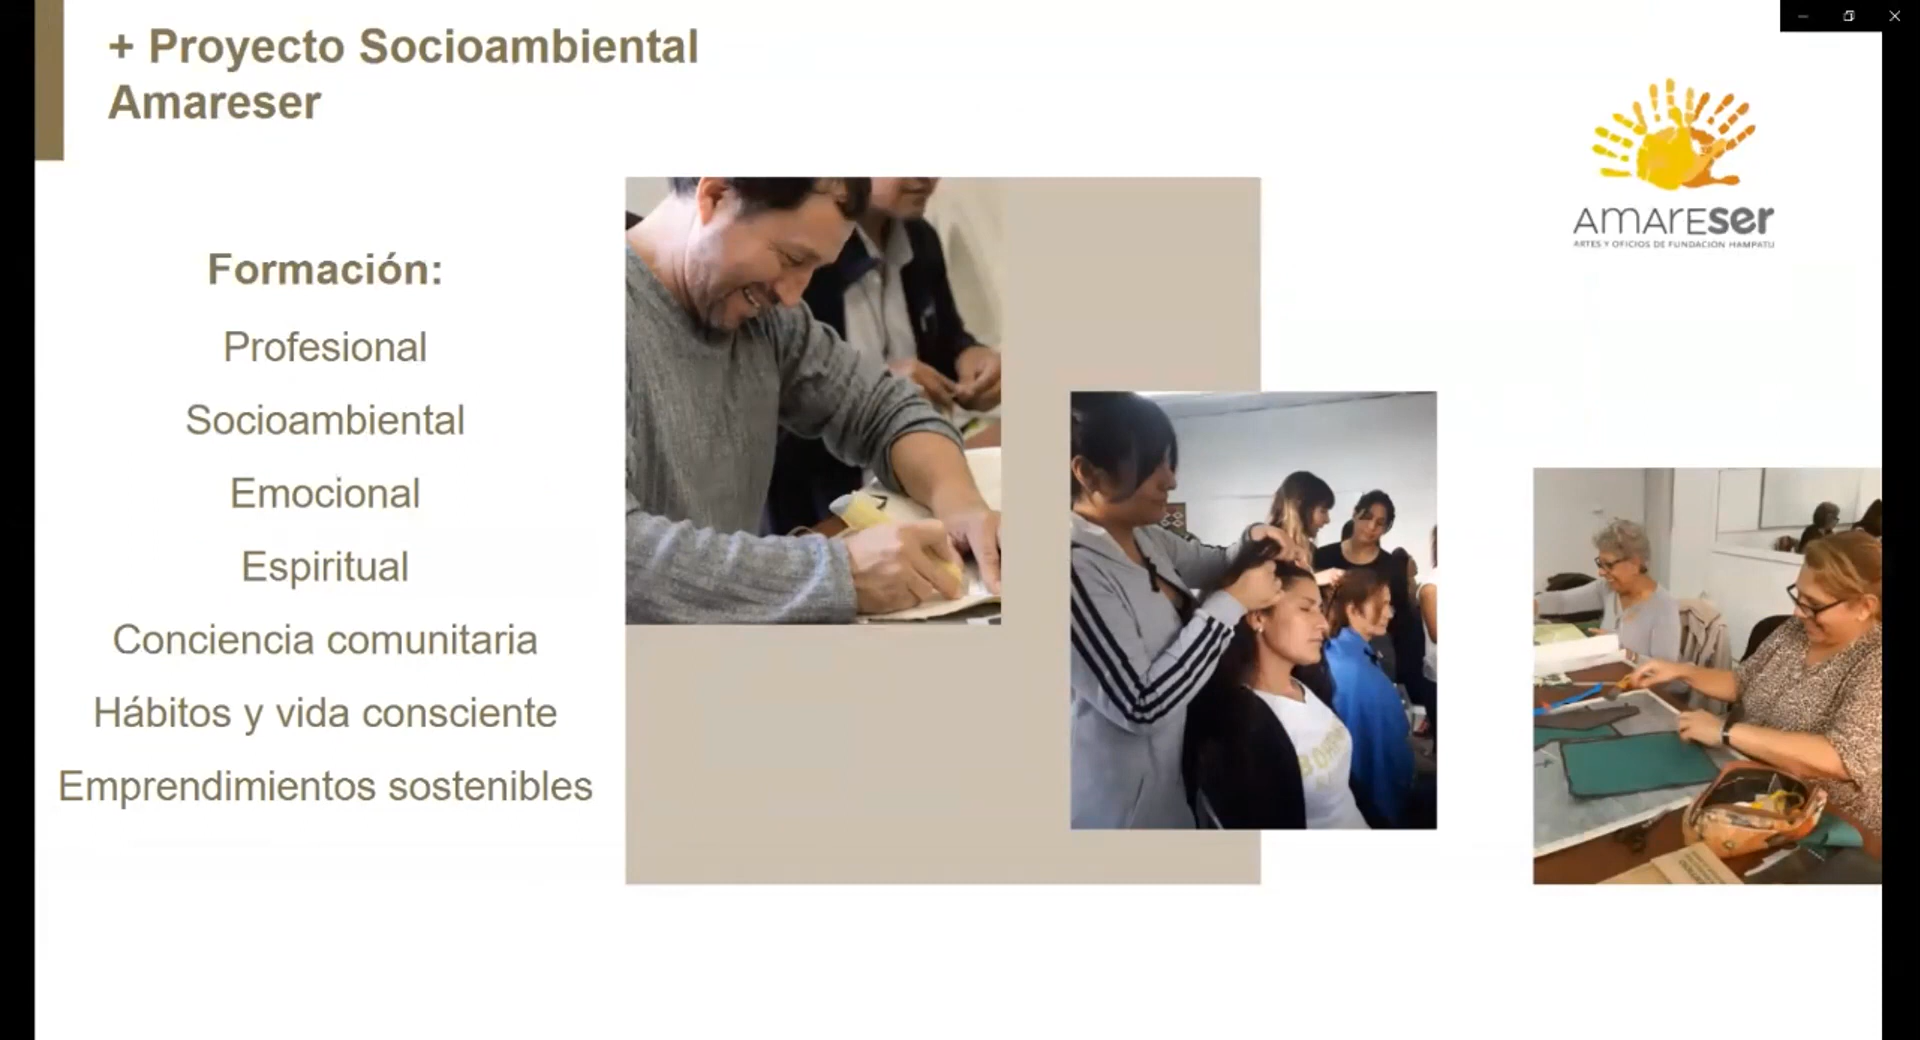 + Proyecto Socioambiental
Amareser
AMAREser
ARTES Y OFICIOS DE FUNDACIÓN HAMPATU
Formación:
Profesional
Socioambiental
Emocional
Espiritual
Conciencia comunitaria
Hábitos y vida consciente
Emprendimientos sostenibles